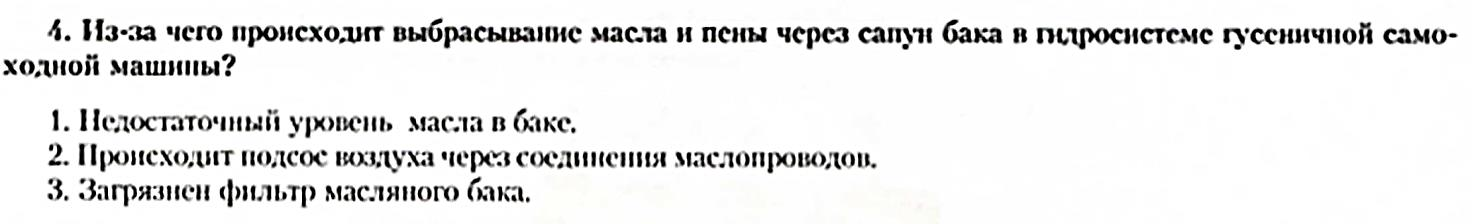 4. Из-за чего происходит выбрасывание масла и пены через сапун бака в гидросистеме гусеничной само-
ходной машины?
1. Недостаточный уровень масла в баке.
2. Происходит подсос воздуха через соединения маслопроводов.
3. Загрязнен фильтр масляного бака.